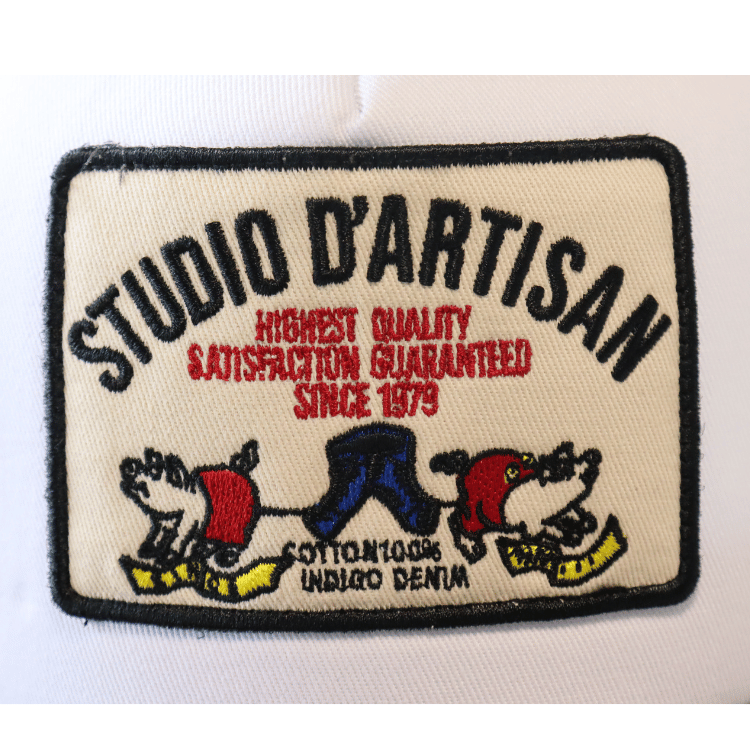 STUDIO D'ARTISAN
HIGHEST QUALITY
SATISFACTION GUARANTEED
SINCE 1979
COTTON100%
INDIGO DENIM